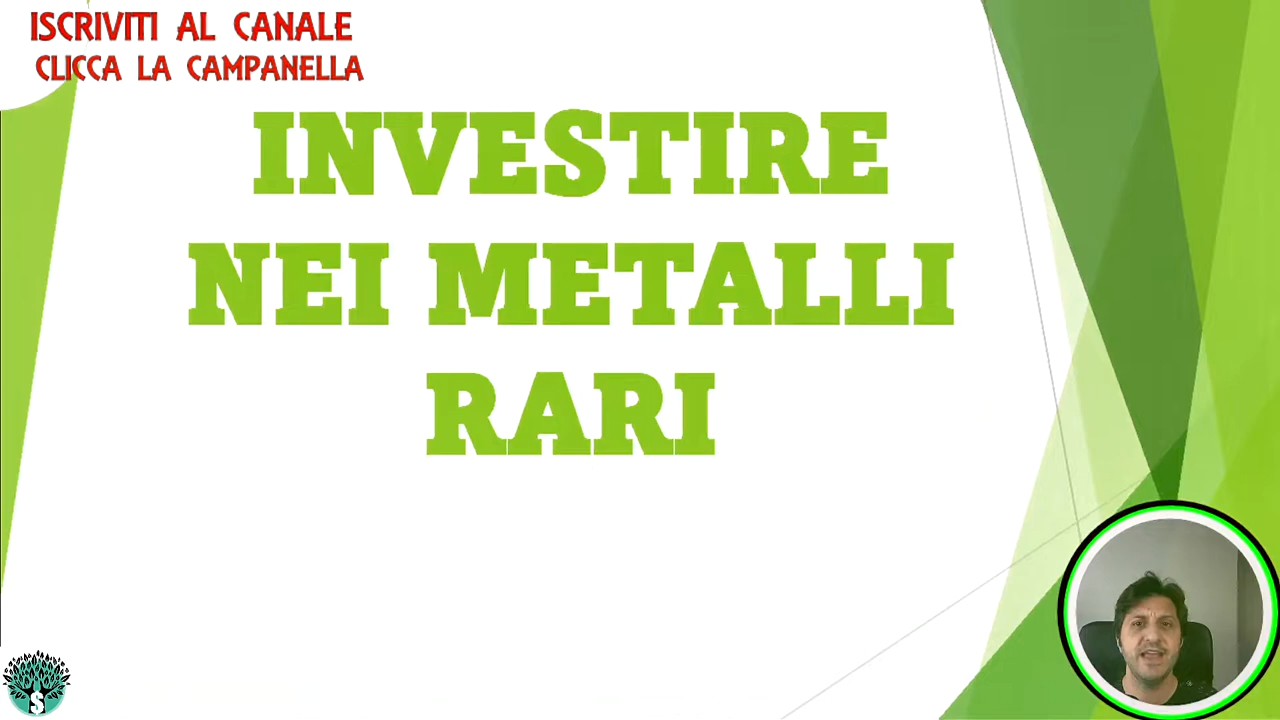 ISCRIVITI AL CANALE
CLICCA LA CAMPANELLA
INVESTIRE
NEI METALLI
RARI
$